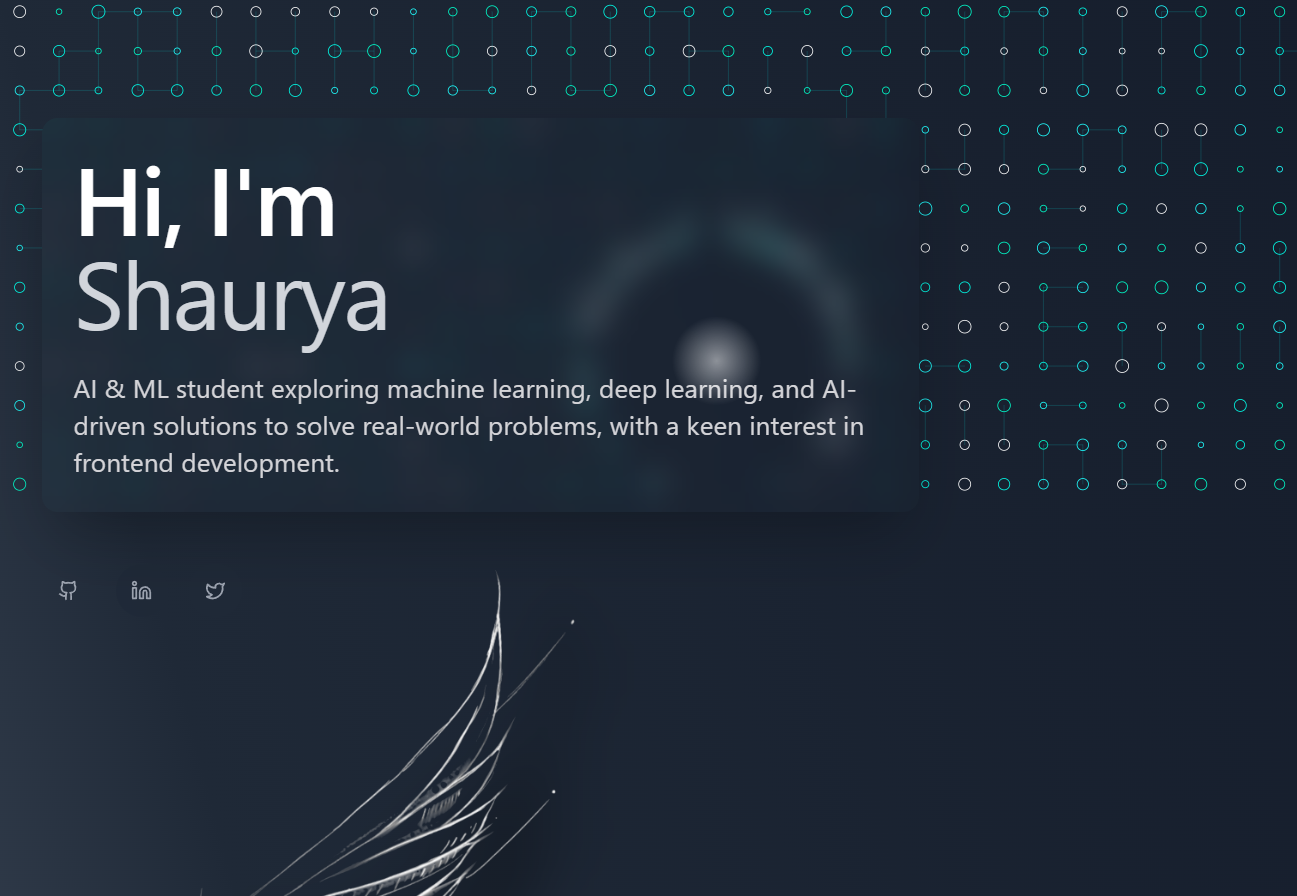 Hi, I'm
Shaurya
AI & ML student exploring machine learning, deep learning, and AI-
driven solutions to solve real-world problems, with a keen interest in
frontend development.